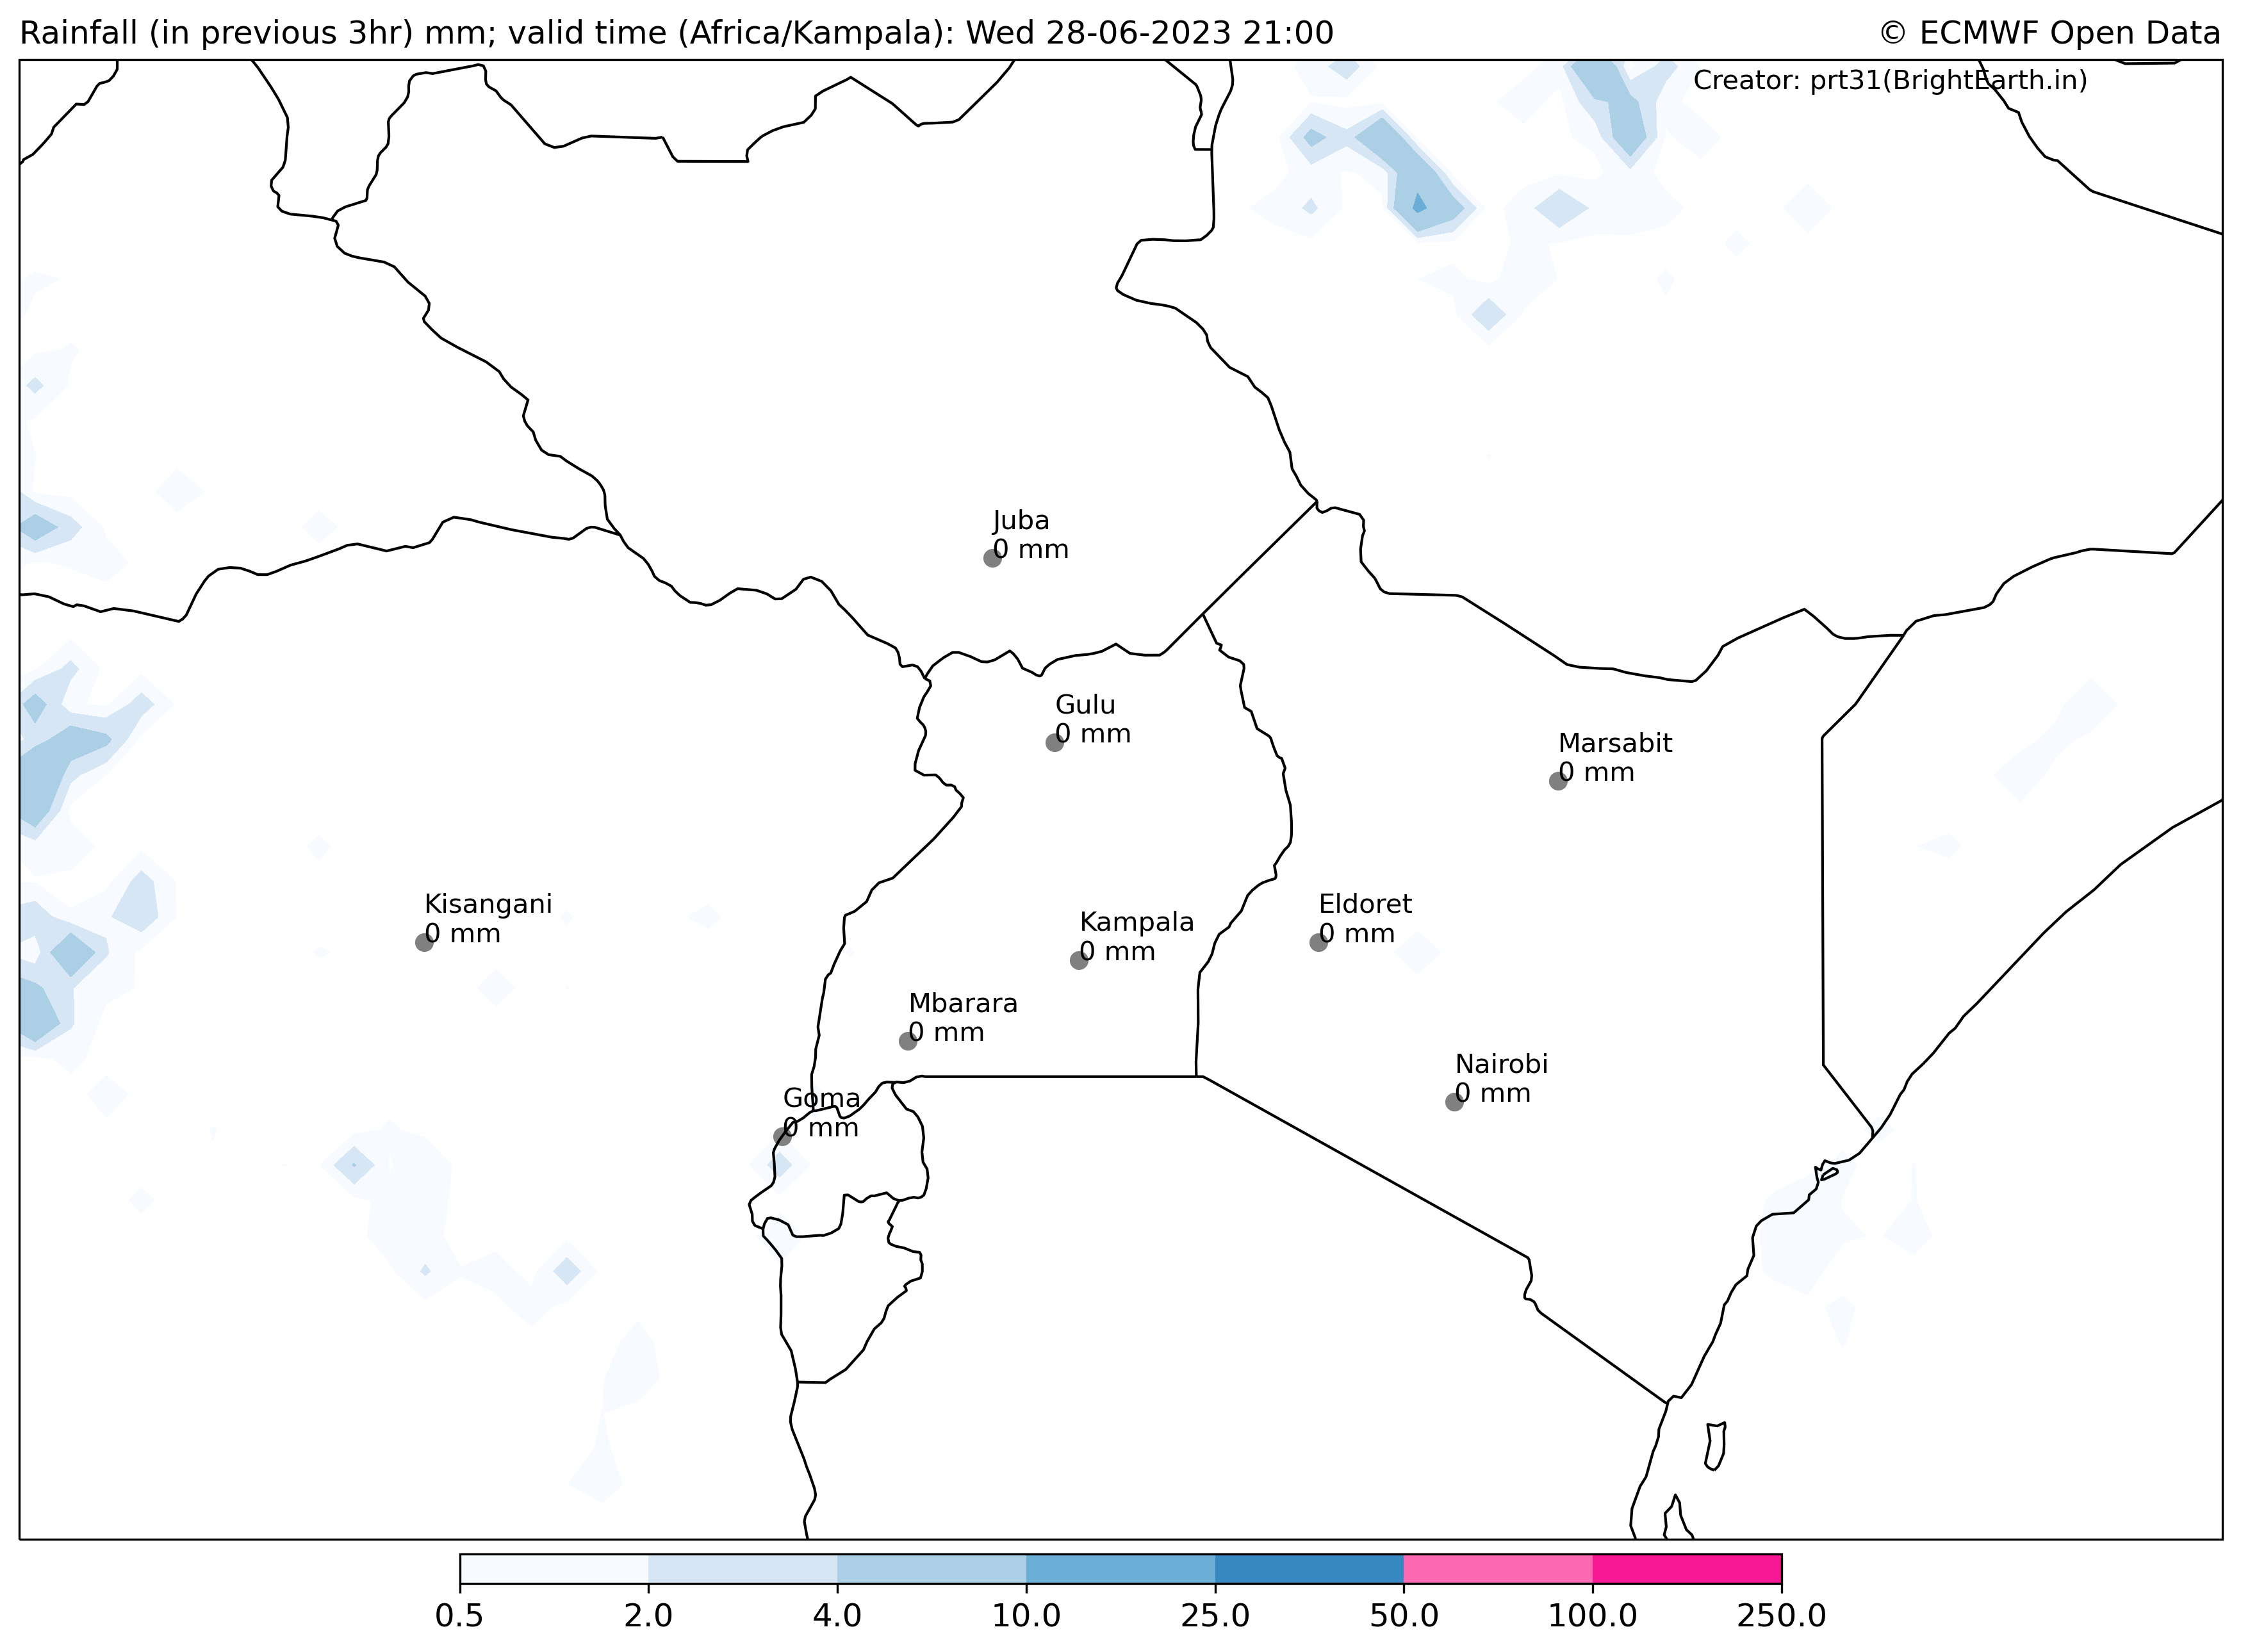 Rainfall (in previous 3hr) mm; valid time (Africa/Kampala): Wed 28-06-2023 21:00
© ECMWF Open Data
Creator: prt31(BrightEarth.in)
Juba
0 mm
Gulu
0 mm
Marsabit
0 mm
Kisangani
0 mm
Kampala
0 mm
Eldoret
0 mm
Mbarara
0 mm
Nairobi
0 mm
Goma
0 mm
0.5 2.0 4.0 10.0 25.0 50.0 100.0 250.0